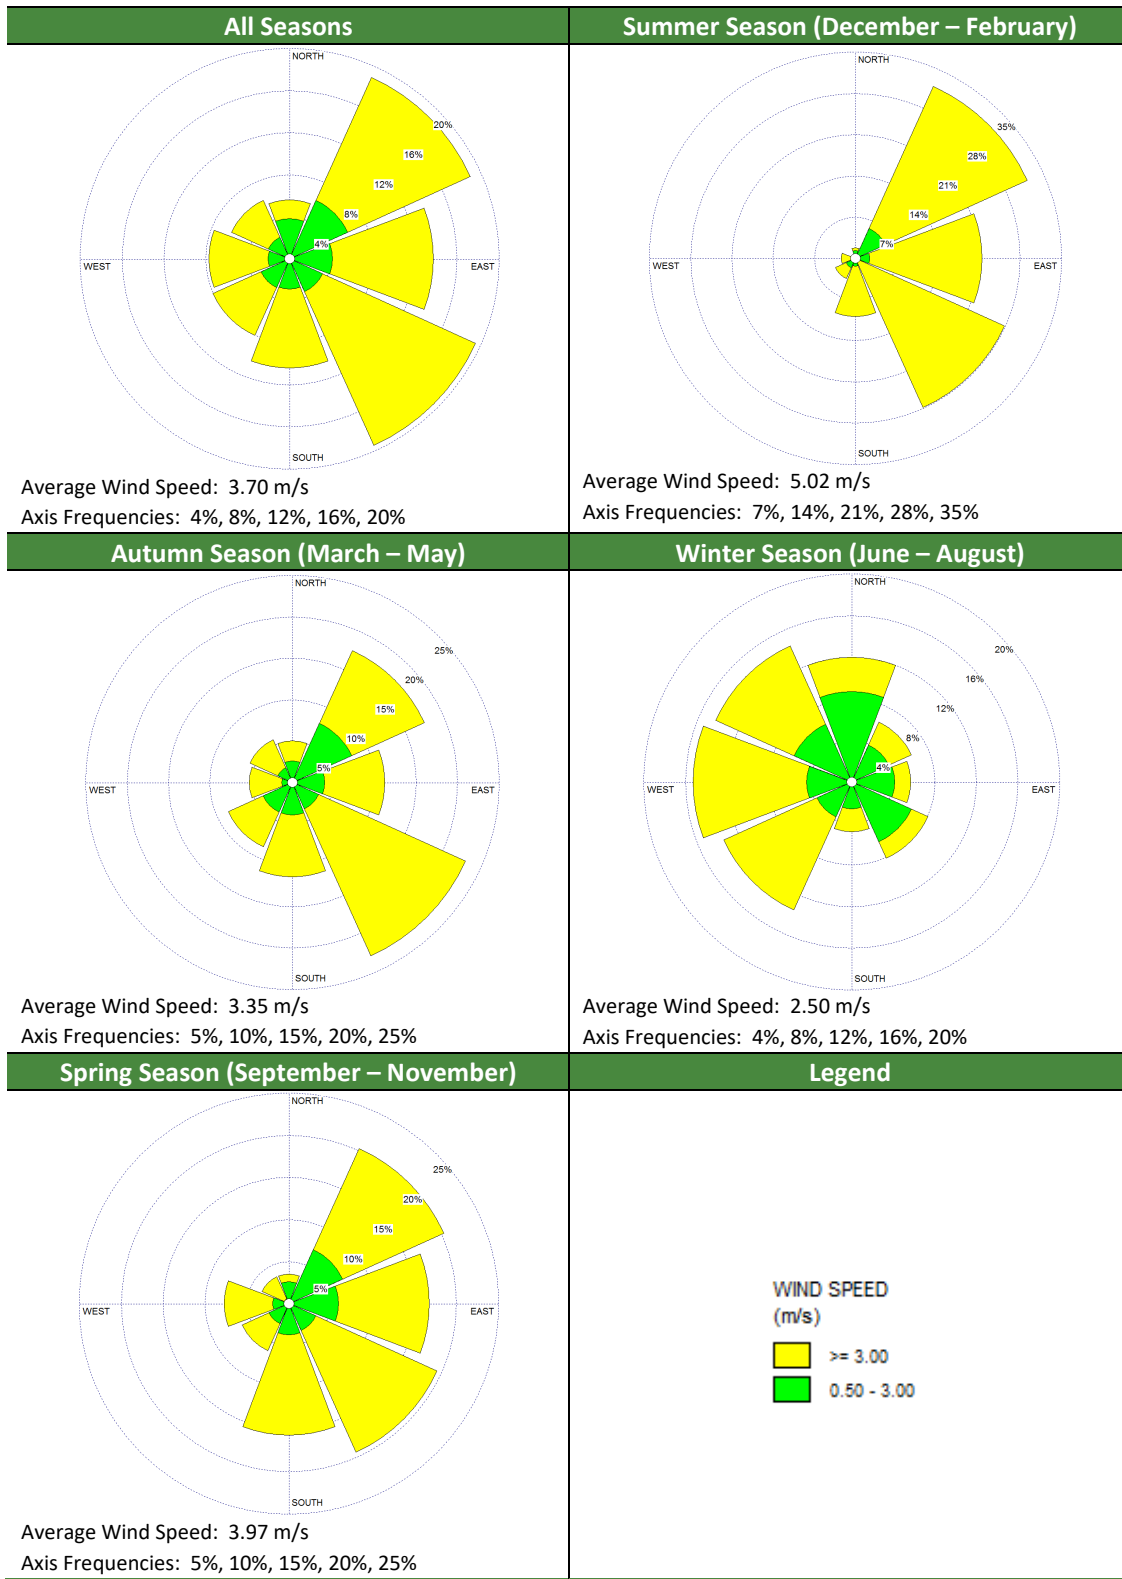 All Seasons
NORTH
20%
16%
12%
8%
4%
WEST
EAST
SOUTH
Average Wind Speed: 3.70 m/s
Axis Frequencies: 4%, 8%, 12%, 16%, 20%
Summer Season (December – February)
NORTH
35%
28%
21%
14%
7%
WEST
EAST
SOUTH
Average Wind Speed: 5.02 m/s
Axis Frequencies: 7%, 14%, 21%, 28%, 35%
Autumn Season (March – May)
NORTH
25%
20%
15%
10%
5%
WEST
EAST
SOUTH
Average Wind Speed: 3.35 m/s
Axis Frequencies: 5%, 10%, 15%, 20%, 25%
Winter Season (June – August)
NORTH
20%
16%
12%
8%
4%
WEST
EAST
SOUTH
Average Wind Speed: 2.50 m/s
Axis Frequencies: 4%, 8%, 12%, 16%, 20%
Spring Season (September – November)
NORTH
25%
20%
15%
10%
5%
WEST
EAST
SOUTH
Average Wind Speed: 3.97 m/s
Axis Frequencies: 5%, 10%, 15%, 20%, 25%
Legend
WIND SPEED
(m/s)
>= 3.00
0.50 - 3.00